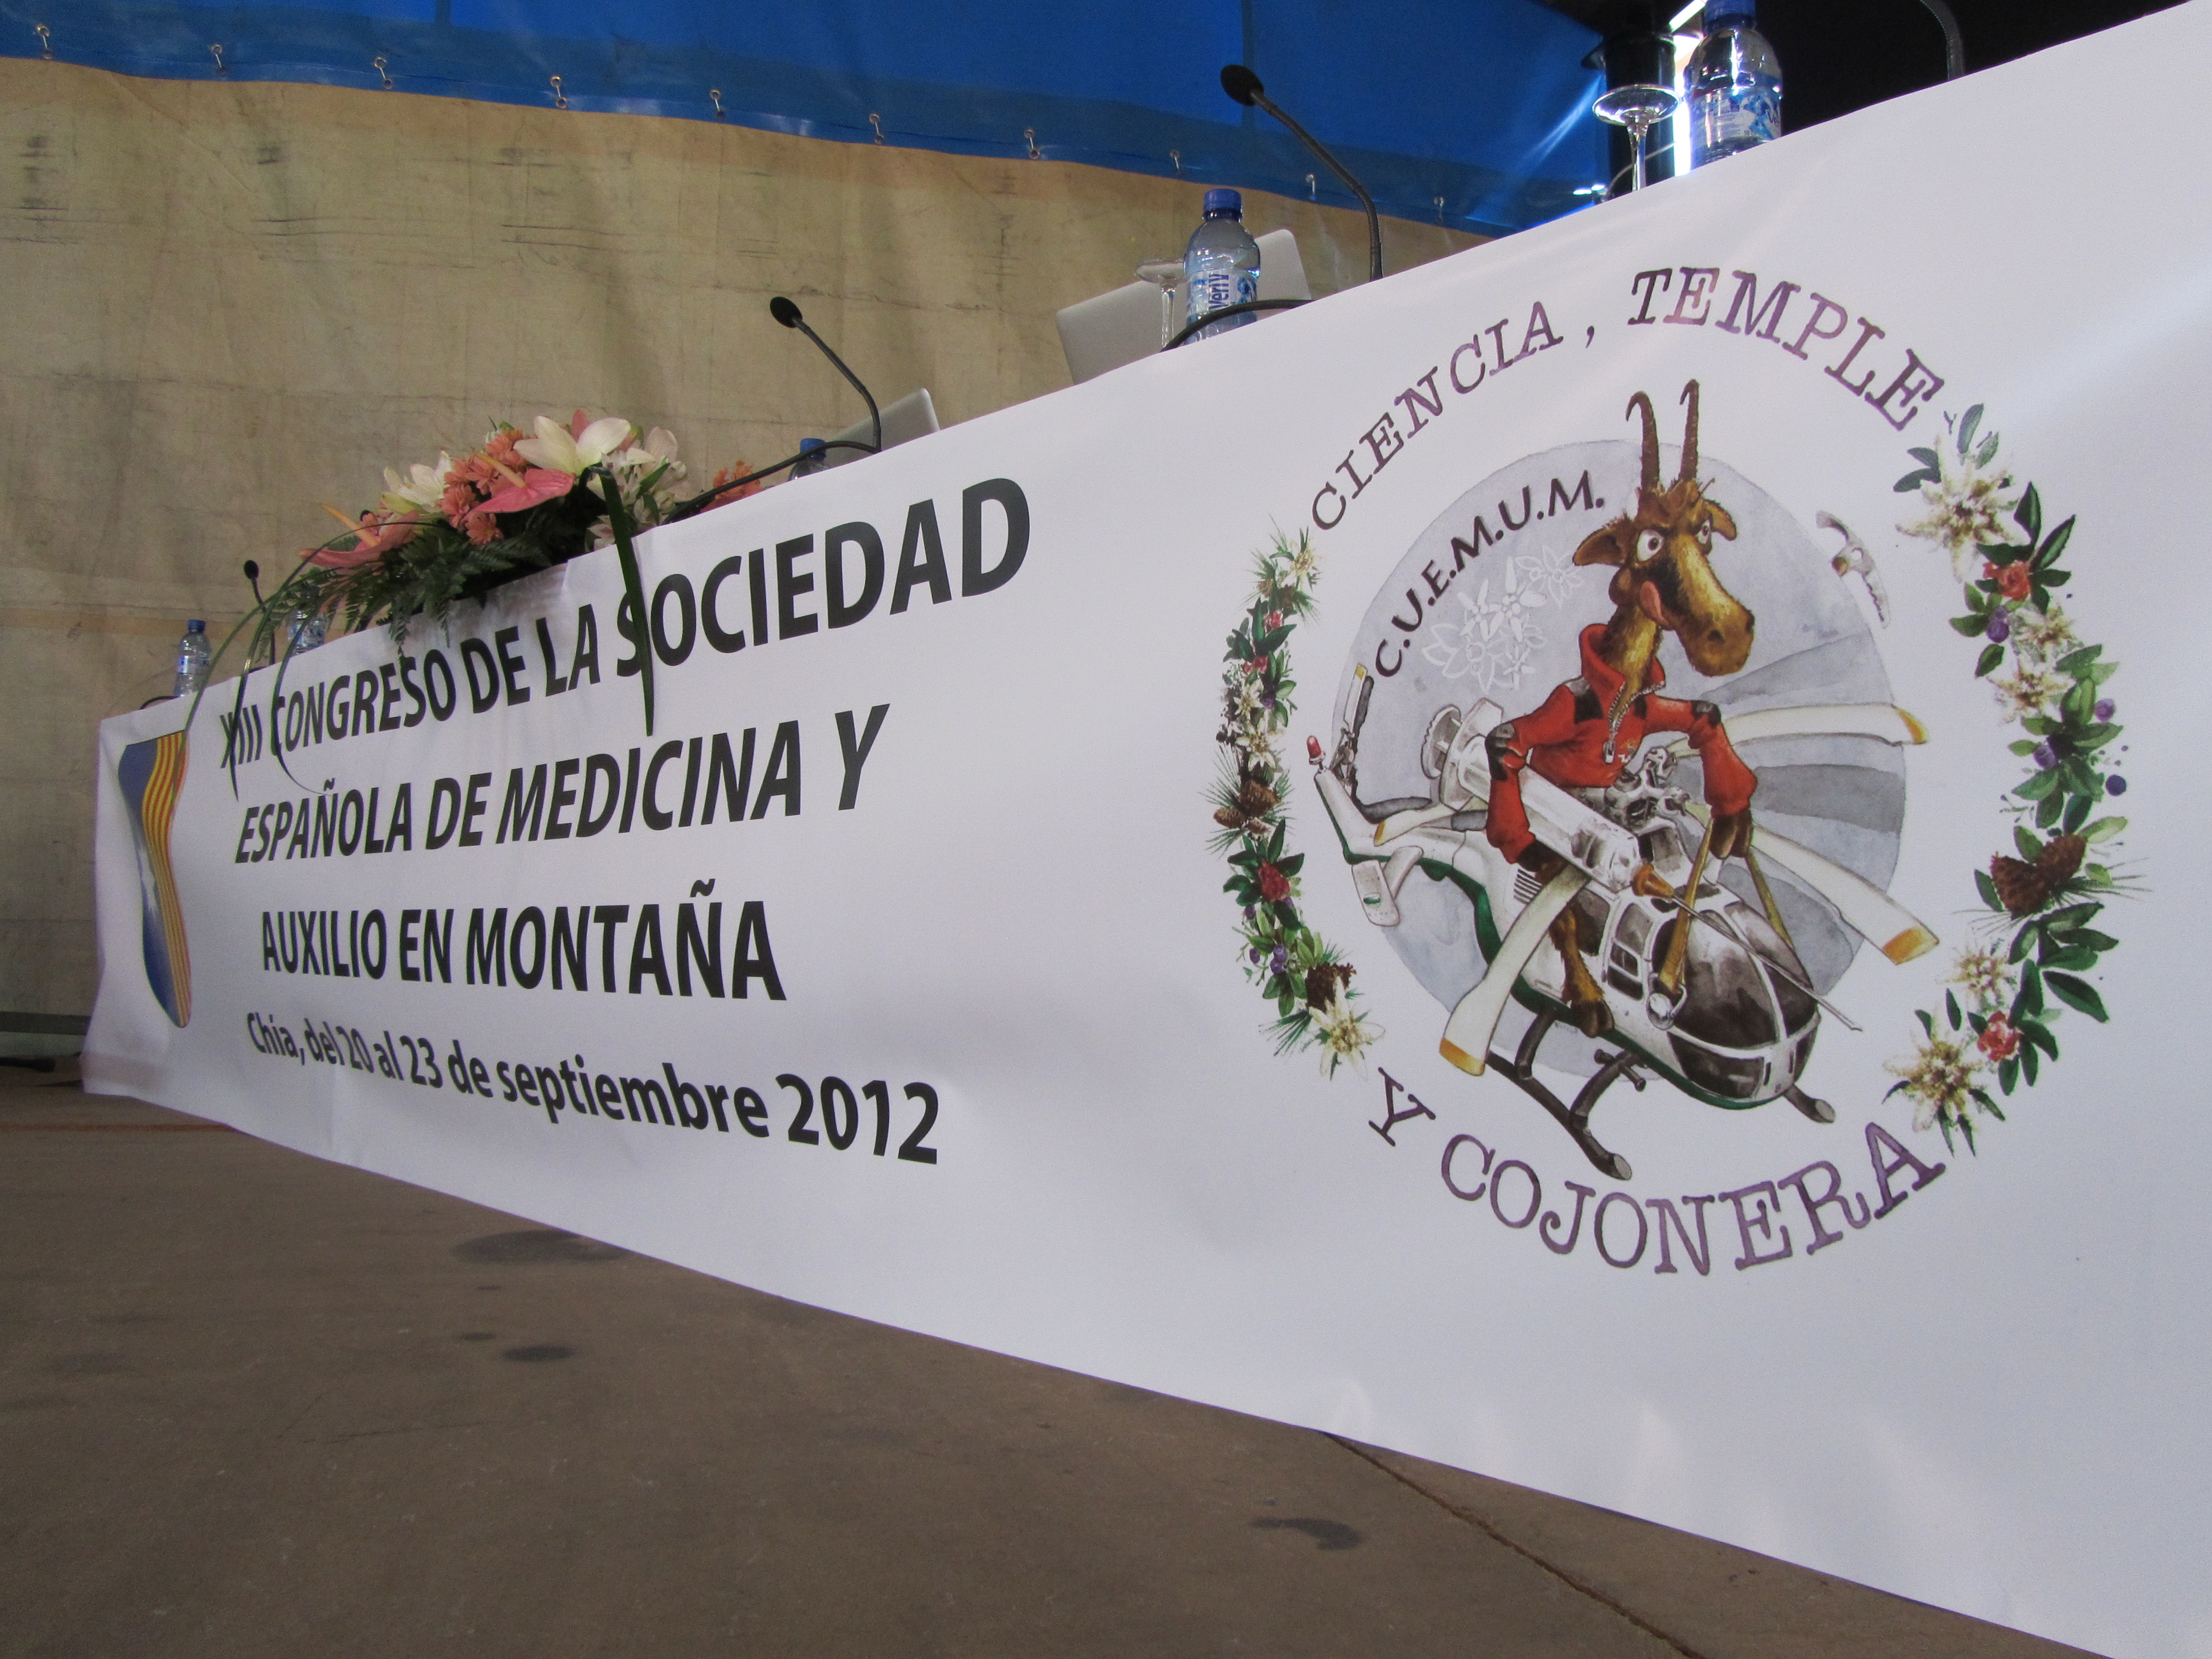 XIII CONGRESO DE LA SOCIEDAD
ESPAÑOLA DE MEDICINA Y
AUXILIO EN MONTAÑA
Chía, del 20 al 23 de septiembre 2012
CIENCIA, TEMPLE
C.U.E.M.U.M.
Y COJONERA